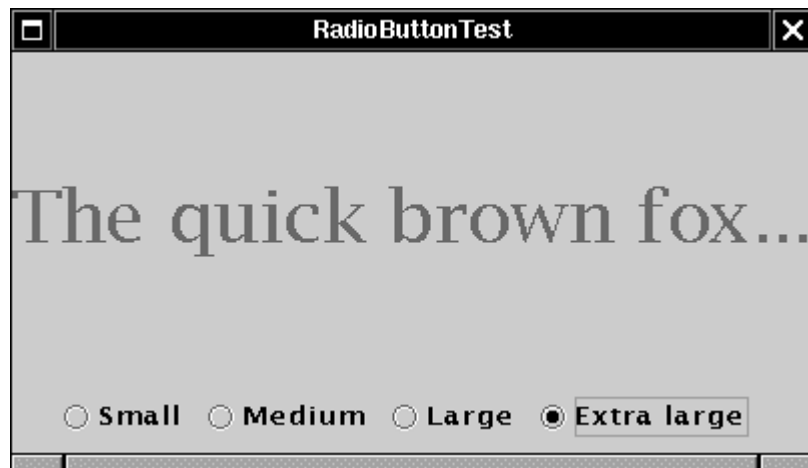 RadioButtonTest
The quick brown fox...
Small Medium Large Extra large